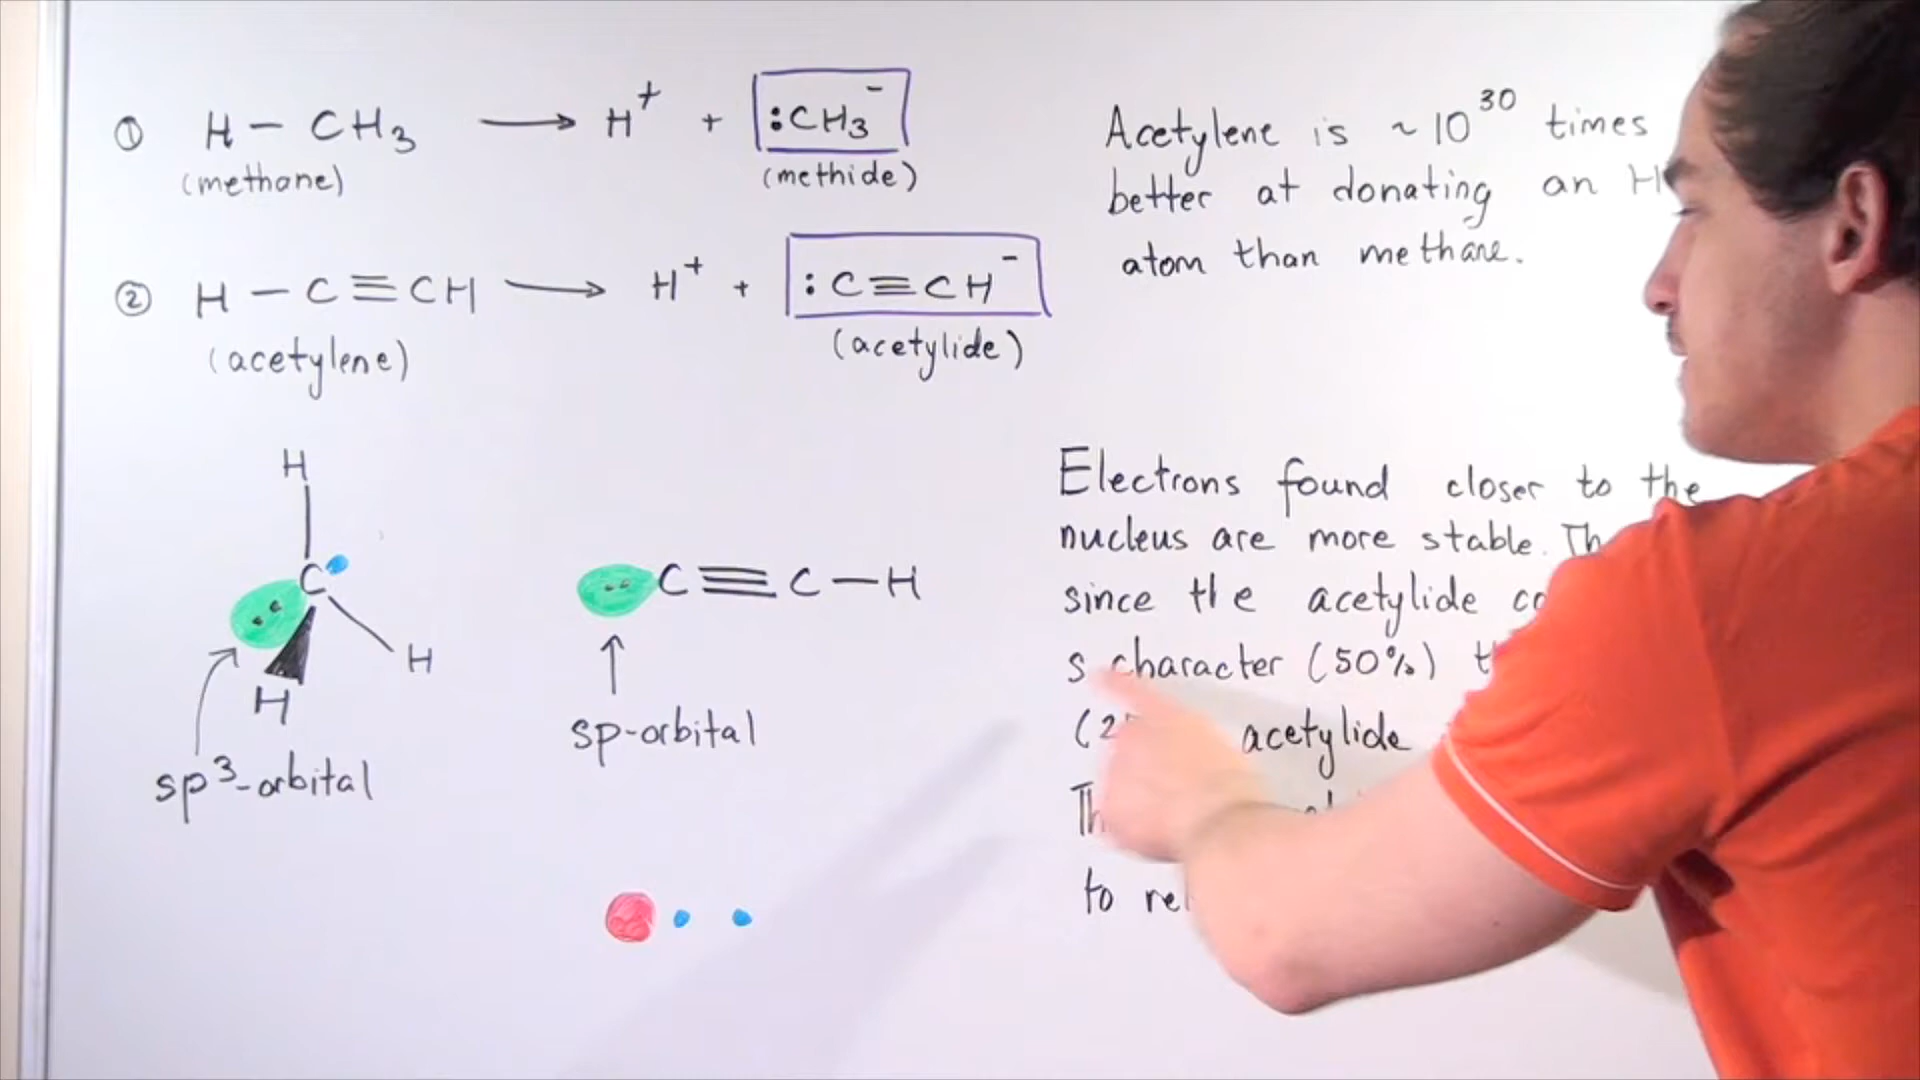 ① H – CH3 ⟶ H+ + :CH3-
(methane) (methide)
② H – C≡CH ⟶ H+ + :C≡CH-
(acetylene) (acetylide)
Acetylene is ~10^30 times
better at donating an H
atom than methane.
H
C
H
H
sp3-orbital
C≡C–H
sp-orbital
Electrons found closer to the
nucleus are more stable.
since the acetylide
s character (50%)
acetylide
to